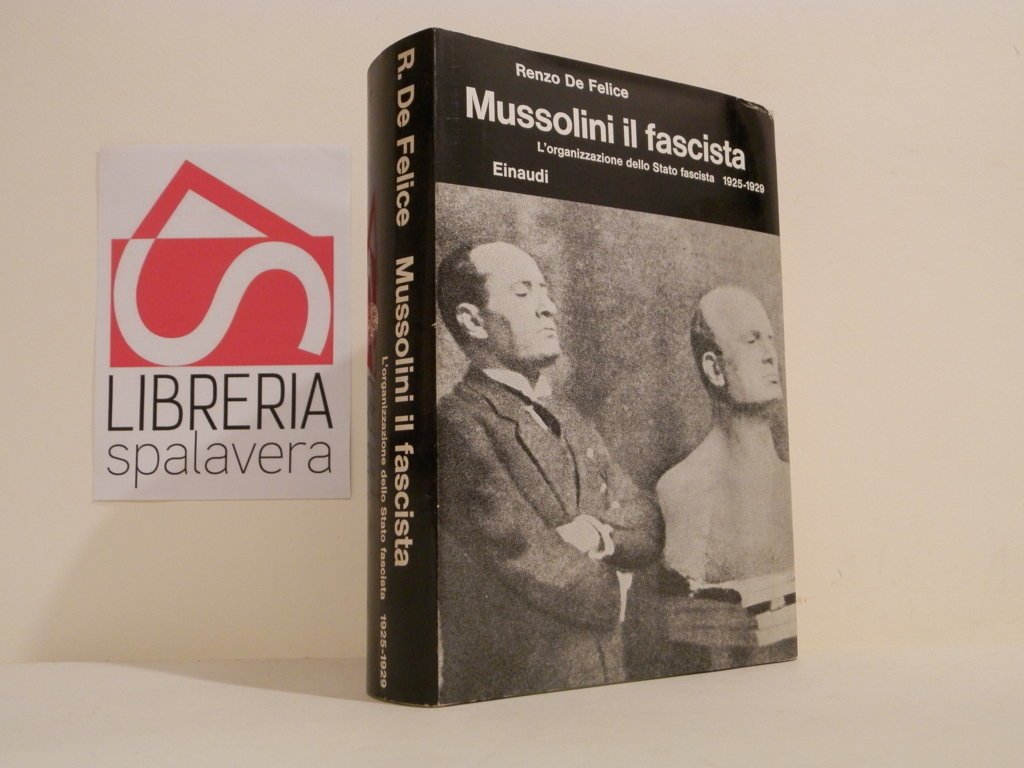 LIBRERIA
spalavera
R. De Felice Mussolini il fascista
L'organizzazione dello Stato fascista 1925-1929
Renzo De Felice
Mussolini il fascista
L'organizzazione dello Stato fascista 1925-1929
Einaudi